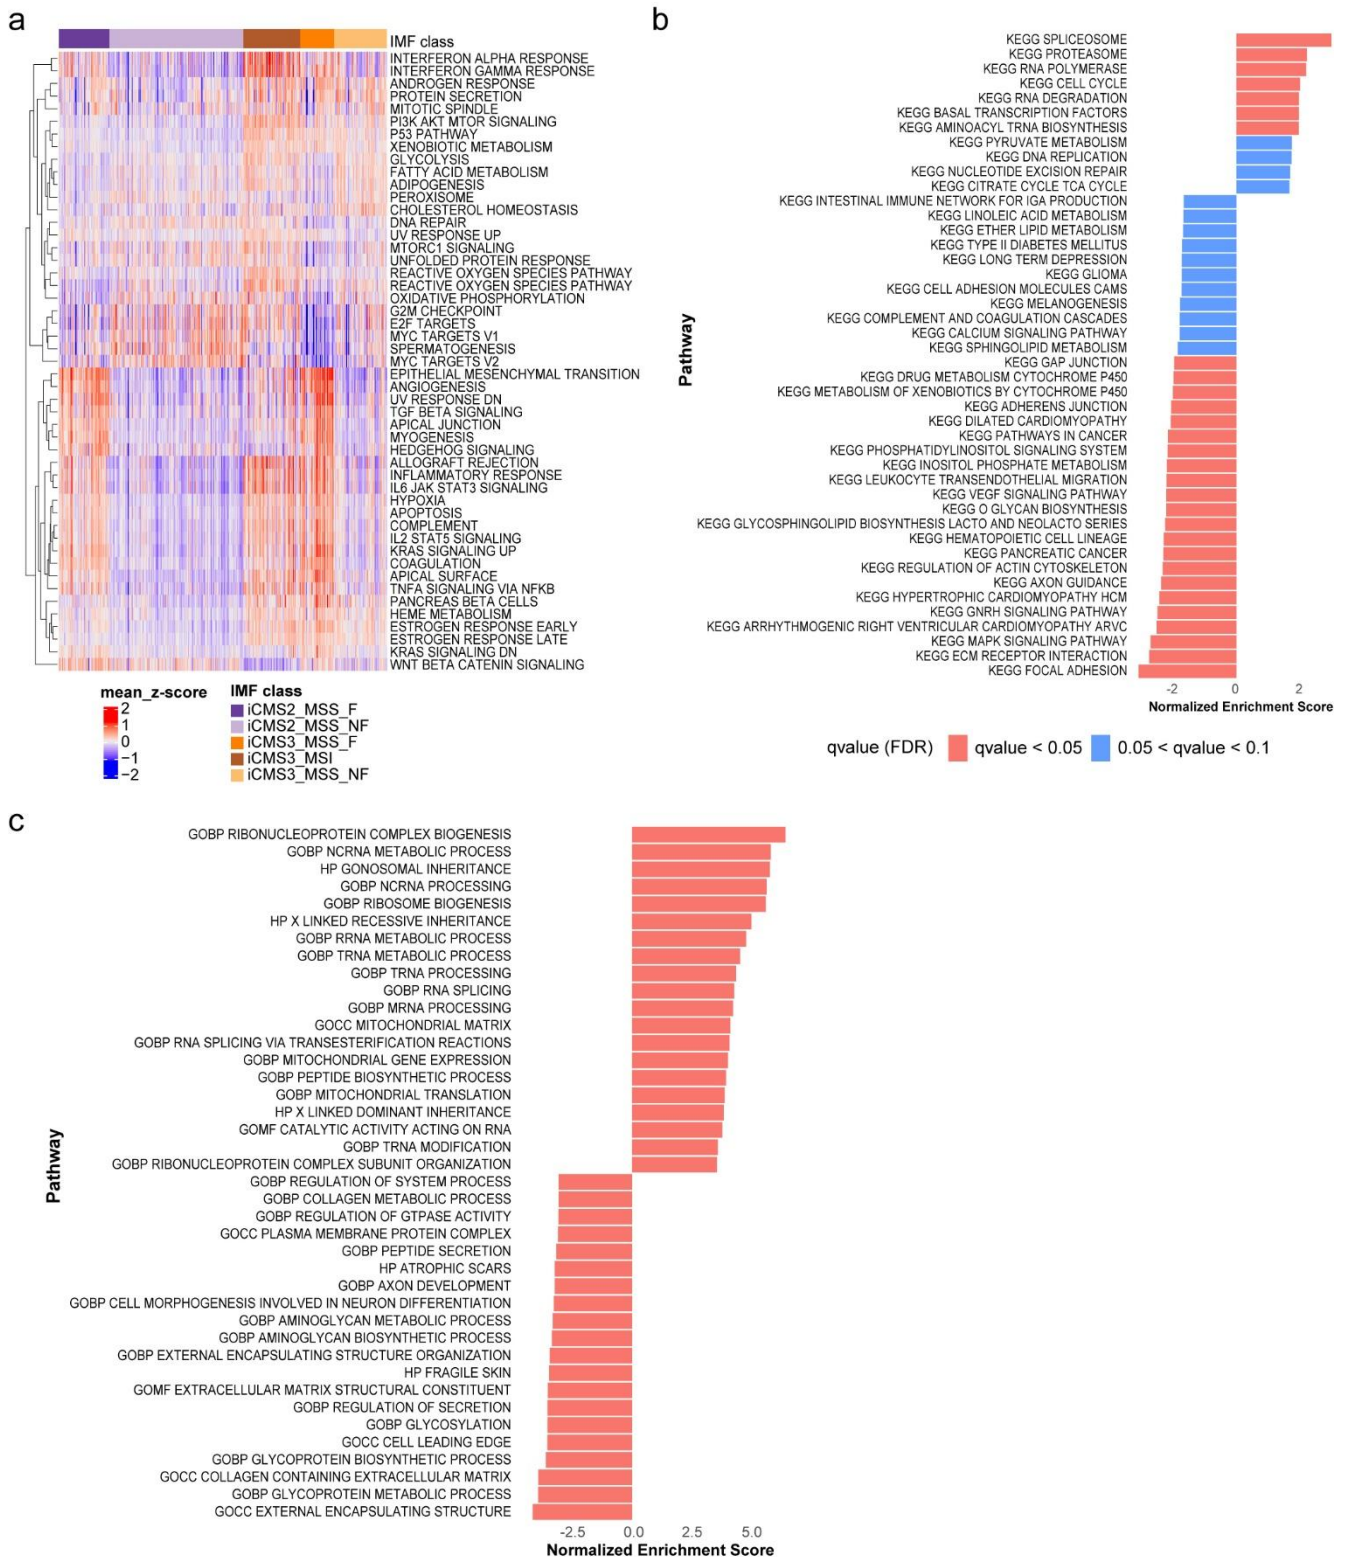 a
IMF class
INTERFERON ALPHA RESPONSE
INTERFERON GAMMA RESPONSE
ANDROGEN RESPONSE
PROTEIN SECRETION
MITOTIC SPINDLE
PI3K AKT MTOR SIGNALING
P53 PATHWAY
XENOBIOTIC METABOLISM
GLYCOLYSIS
FATTY ACID METABOLISM
ADIPOGENESIS
PEROXISOME
CHOLESTEROL HOMEOSTASIS
DNA REPAIR
UV RESPONSE UP
MTORC1 SIGNALING
UNFOLDED PROTEIN RESPONSE
REACTIVE OXYGEN SPECIES PATHWAY
REACTIVE OXYGEN SPECIES PATHWAY
OXIDATIVE PHOSPHORYLATION
G2M CHECKPOINT
E2F TARGETS
MYC TARGETS V1
SPERMATOGENESIS
MYC TARGETS V2
EPITHELIAL MESENCHYMAL TRANSITION
ANGIOGENESIS
UV RESPONSE DN
TGF BETA SIGNALING
APICAL JUNCTION
MYOGENESIS
HEDGEHOG SIGNALING
ALLOGRAFT REJECTION
INFLAMMATORY RESPONSE
IL6 JAK STAT3 SIGNALING
HYPOXIA
APOPTOSIS
COMPLEMENT
IL2 STAT5 SIGNALING
KRAS SIGNALING UP
COAGULATION
APICAL SURFACE
TNFA SIGNALING VIA NFKB
PANCREAS BETA CELLS
HEME METABOLISM
ESTROGEN RESPONSE EARLY
ESTROGEN RESPONSE LATE
KRAS SIGNALING DN
WNT BETA CATENIN SIGNALING
mean_z-score
2
1
0
−1
−2
IMF class
iCMS2_MSS_F
iCMS2_MSS_NF
iCMS3_MSS_F
iCMS3_MSI
iCMS3_MSS_NF
b
Pathway
KEGG SPLICEOSOME
KEGG PROTEASOME
KEGG RNA POLYMERASE
KEGG CELL CYCLE
KEGG RNA DEGRADATION
KEGG BASAL TRANSCRIPTION FACTORS
KEGG AMINOACYL TRNA BIOSYNTHESIS
KEGG PYRUVATE METABOLISM
KEGG DNA REPLICATION
KEGG NUCLEOTIDE EXCISION REPAIR
KEGG CITRATE CYCLE TCA CYCLE
KEGG INTESTINAL IMMUNE NETWORK FOR IGA PRODUCTION
KEGG LINOLEIC ACID METABOLISM
KEGG ETHER LIPID METABOLISM
KEGG TYPE II DIABETES MELLITUS
KEGG LONG TERM DEPRESSION
KEGG GLIOMA
KEGG CELL ADHESION MOLECULES CAMS
KEGG MELANOGENESIS
KEGG COMPLEMENT AND COAGULATION CASCADES
KEGG CALCIUM SIGNALING PATHWAY
KEGG SPHINGOLIPID METABOLISM
KEGG GAP JUNCTION
KEGG DRUG METABOLISM CYTOCHROME P450
KEGG METABOLISM OF XENOBIOTICS BY CYTOCHROME P450
KEGG ADHERENS JUNCTION
KEGG DILATED CARDIOMYOPATHY
KEGG PATHWAYS IN CANCER
KEGG PHOSPHATIDYLINOSITOL SIGNALING SYSTEM
KEGG INOSITOL PHOSPHATE METABOLISM
KEGG LEUKOCYTE TRANSENDOTHELIAL MIGRATION
KEGG VEGF SIGNALING PATHWAY
KEGG O GLYCAN BIOSYNTHESIS
KEGG GLYCOSPHINGOLIPID BIOSYNTHESIS LACTO AND NEOLACTO SERIES
KEGG HEMATOPOIETIC CELL LINEAGE
KEGG PANCREATIC CANCER
KEGG REGULATION OF ACTIN CYTOSKELETON
KEGG AXON GUIDANCE
KEGG HYPERTROPHIC CARDIOMYOPATHY HCM
KEGG GNRH SIGNALING PATHWAY
KEGG ARRHYTHMOGENIC RIGHT VENTRICULAR CARDIOMYOPATHY ARVC
KEGG MAPK SIGNALING PATHWAY
KEGG ECM RECEPTOR INTERACTION
KEGG FOCAL ADHESION
-2 0 2
Normalized Enrichment Score
qvalue (FDR) qvalue < 0.05 0.05 < qvalue < 0.1
c
Pathway
GOBP RIBONUCLEOPROTEIN COMPLEX BIOGENESIS
GOBP NCRNA METABOLIC PROCESS
HP GONOSOMAL INHERITANCE
GOBP NCRNA PROCESSING
GOBP RIBOSOME BIOGENESIS
HP X LINKED RECESSIVE INHERITANCE
GOBP RRNA METABOLIC PROCESS
GOBP TRNA METABOLIC PROCESS
GOBP TRNA PROCESSING
GOBP RNA SPLICING
GOBP MRNA PROCESSING
GOCC MITOCHONDRIAL MATRIX
GOBP RNA SPLICING VIA TRANSESTERIFICATION REACTIONS
GOBP MITOCHONDRIAL GENE EXPRESSION
GOBP PEPTIDE BIOSYNTHETIC PROCESS
GOBP MITOCHONDRIAL TRANSLATION
HP X LINKED DOMINANT INHERITANCE
GOMF CATALYTIC ACTIVITY ACTING ON RNA
GOBP TRNA MODIFICATION
GOBP RIBONUCLEOPROTEIN COMPLEX SUBUNIT ORGANIZATION
GOBP REGULATION OF SYSTEM PROCESS
GOBP COLLAGEN METABOLIC PROCESS
GOBP REGULATION OF GTPASE ACTIVITY
GOCC PLASMA MEMBRANE PROTEIN COMPLEX
GOBP PEPTIDE SECRETION
HP ATROPHIC SCARS
GOBP AXON DEVELOPMENT
GOBP CELL MORPHOGENESIS INVOLVED IN NEURON DIFFERENTIATION
GOBP AMINOGLYCAN METABOLIC PROCESS
GOBP AMINOGLYCAN BIOSYNTHETIC PROCESS
GOBP EXTERNAL ENCAPSULATING STRUCTURE ORGANIZATION
HP FRAGILE SKIN
GOMF EXTRACELLULAR MATRIX STRUCTURAL CONSTITUENT
GOBP REGULATION OF SECRETION
GOBP GLYCOSYLATION
GOCC CELL LEADING EDGE
GOBP GLYCOPROTEIN BIOSYNTHETIC PROCESS
GOCC COLLAGEN CONTAINING EXTRACELLULAR MATRIX
GOBP GLYCOPROTEIN METABOLIC PROCESS
GOCC EXTERNAL ENCAPSULATING STRUCTURE
-2.5 0.0 2.5 5.0
Normalized Enrichment Score